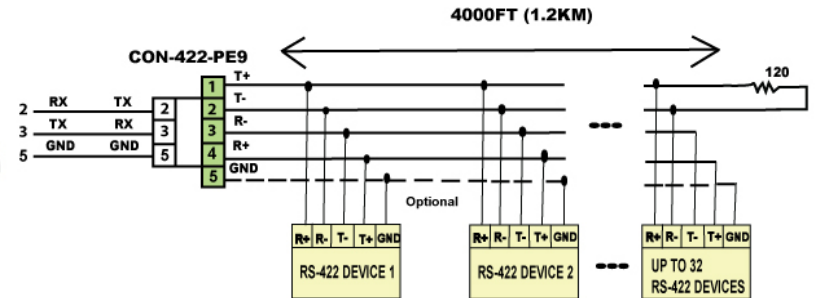 4000FT (1.2KM)
CON-422-PE9
120
1 T+
2 RX TX 2 2 T-
3 TX RX 3 3 R-
5 GND GND 5 4 R+
5 GND
Optional
R+ R- T- T+ GND
RS-422 DEVICE 1
R+ R- T- T+ GND
RS-422 DEVICE 2
R+ R- T- T+ GND
UP TO 32
RS-422 DEVICES